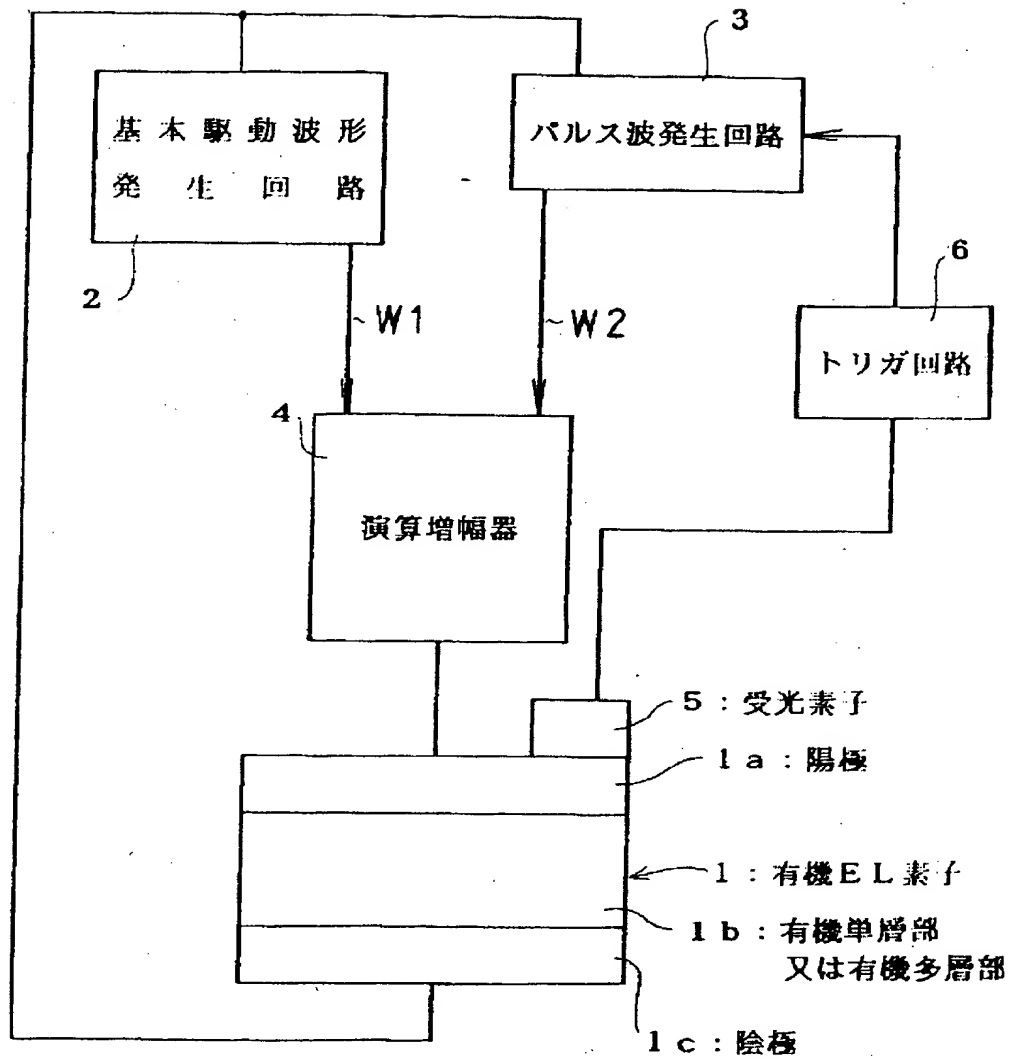 3
基本駆動波形
発生回路
パルス波発生回路
2
6
W1
W2
トリガ回路
4
演算増幅器
5：受光素子
1a：陽極
1：有機EL素子
1b：有機単層部
又は有機多層部
1c：陰極